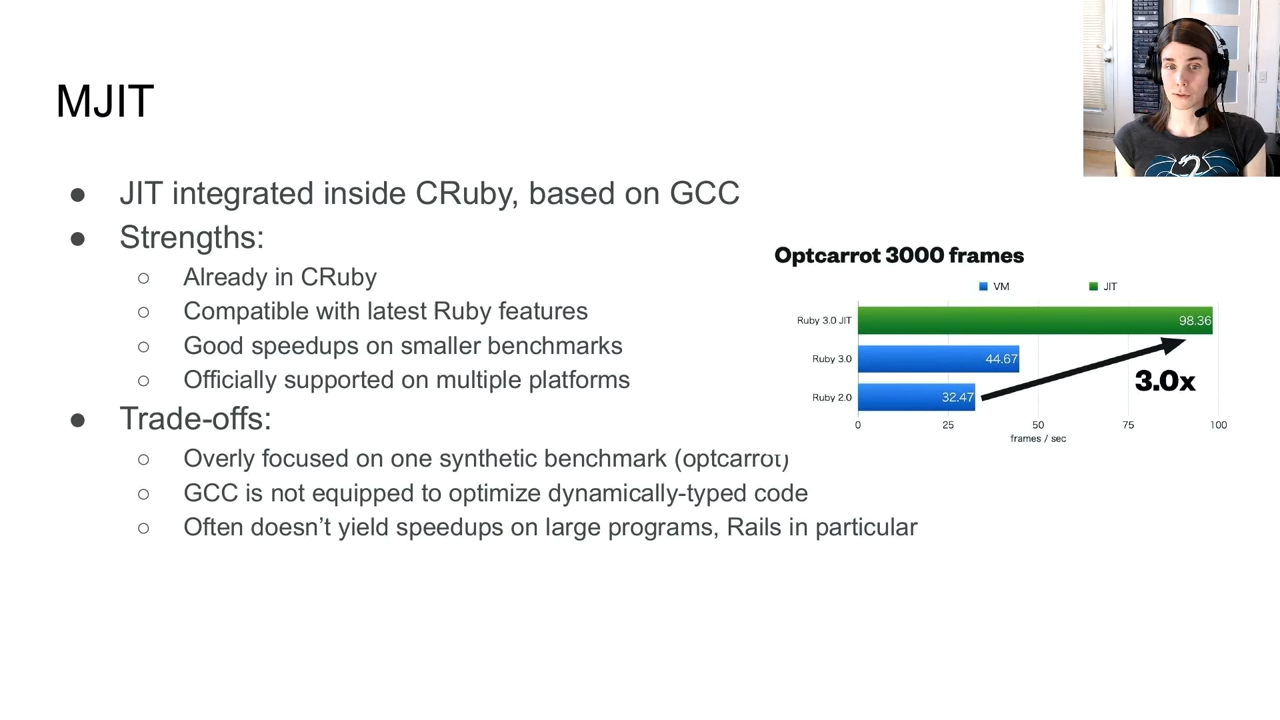 MJIT
● JIT integrated inside CRuby, based on GCC
● Strengths:
○ Already in CRuby
○ Compatible with latest Ruby features
○ Good speedups on smaller benchmarks
○ Officially supported on multiple platforms
● Trade-offs:
○ Overly focused on one synthetic benchmark (optcarrot)
○ GCC is not equipped to optimize dynamically-typed code
○ Often doesn’t yield speedups on large programs, Rails in particular
Optcarrot 3000 frames
VM JIT
Ruby 3.0 JIT 98.36
Ruby 3.0 44.67
Ruby 2.0 32.47
3.0x
0 25 50 75 100
frames / sec